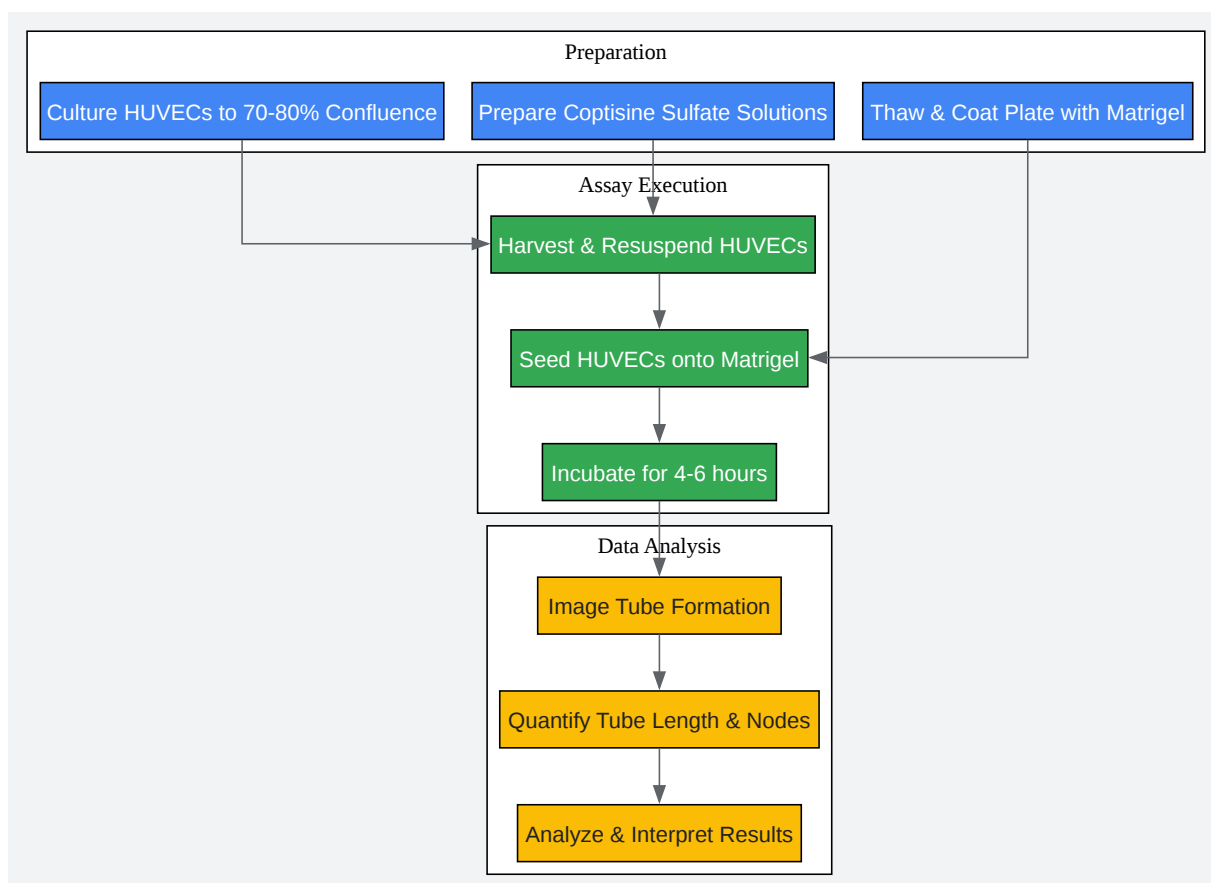 Preparation
Culture HUVECs to 70-80% Confluence
Prepare Coptisine Sulfate Solutions
Thaw & Coat Plate with Matrigel
Assay Execution
Harvest & Resuspend HUVECs
Seed HUVECs onto Matrigel
Incubate for 4-6 hours
Data Analysis
Image Tube Formation
Quantify Tube Length & Nodes
Analyze & Interpret Results